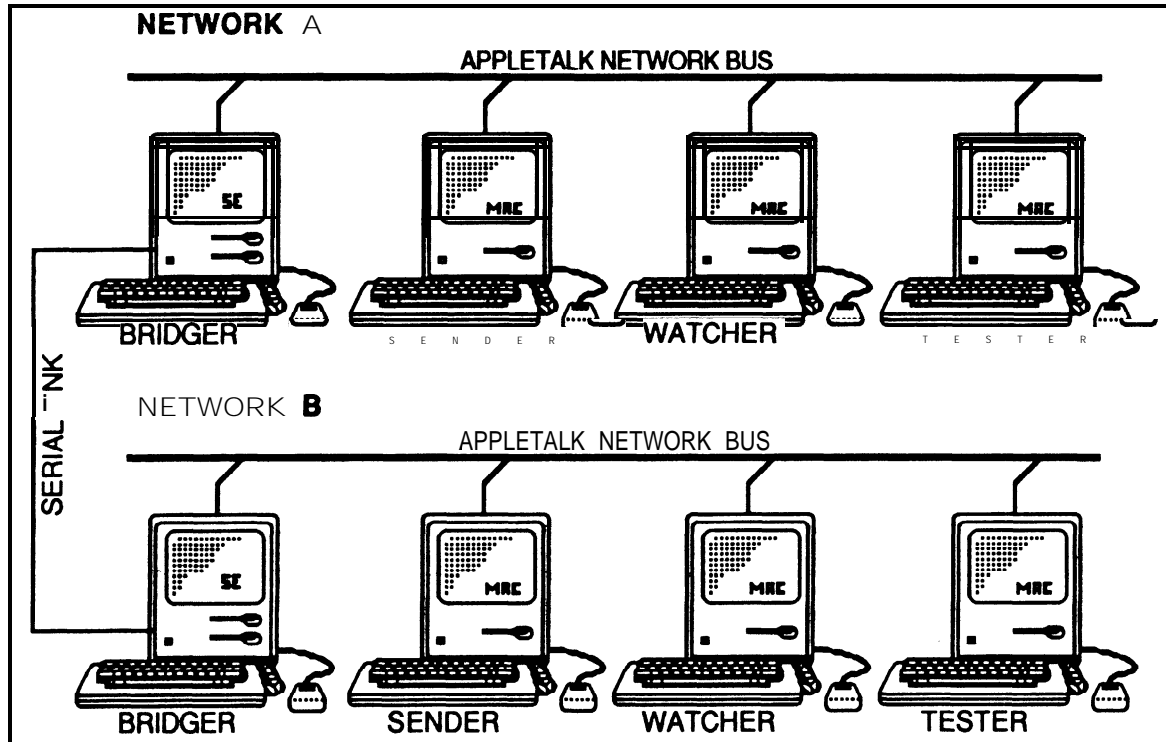 NETWORK A
APPLETALK NETWORK BUS
SE MAC MAC MAC
BRIDGER SENDER WATCHER TESTER
SERIAL
NETWORK B
APPLETALK NETWORK BUS
SE MAC MAC MAC
BRIDGER SENDER WATCHER TESTER